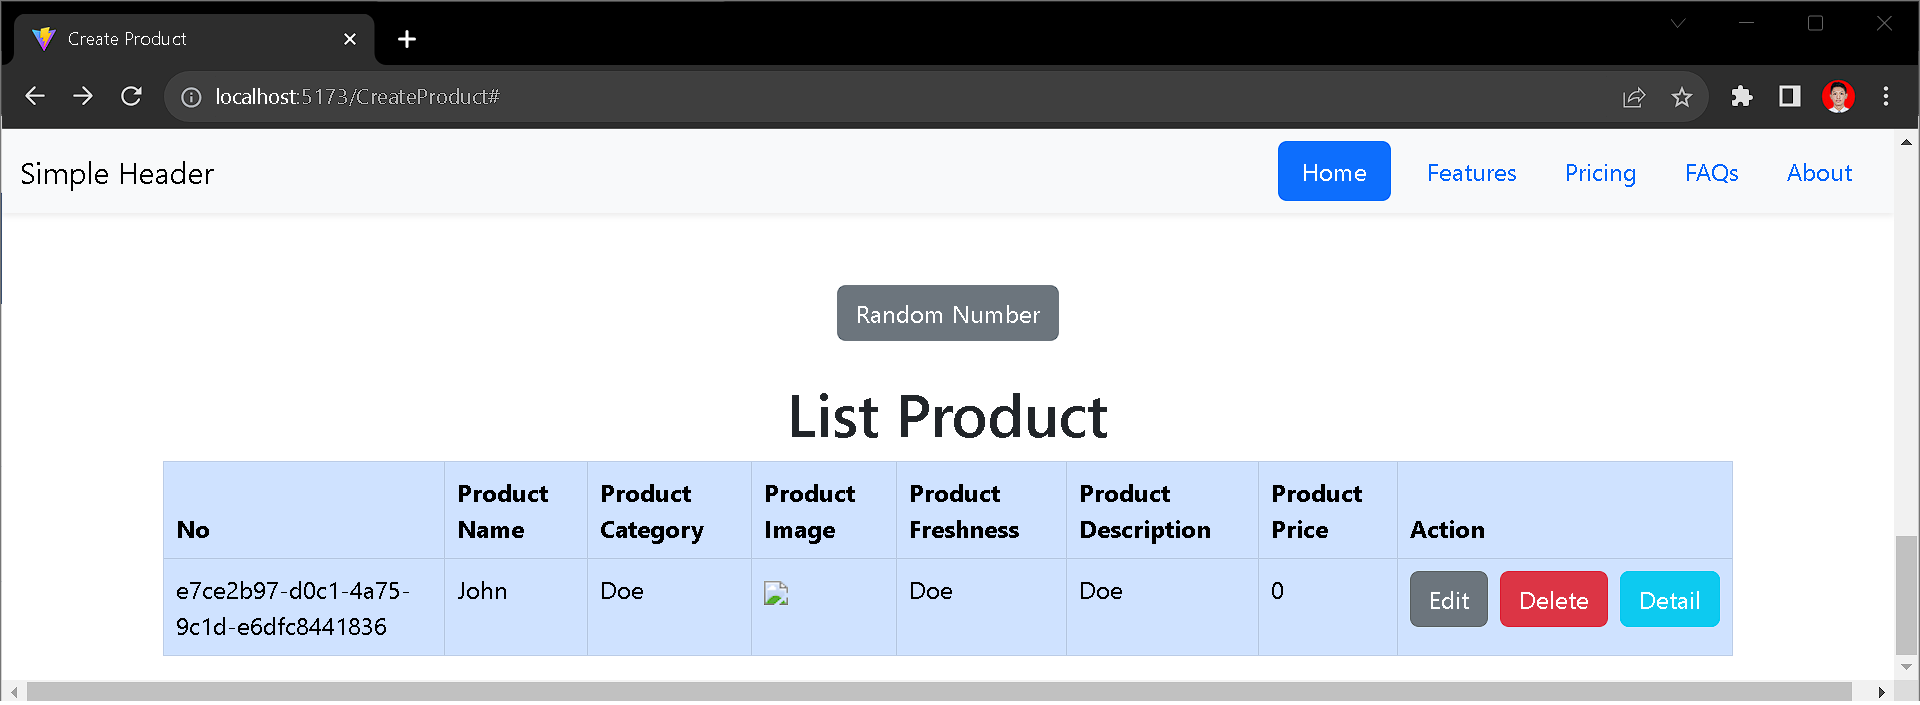 Create Product
localhost:5173/CreateProduct#
Simple Header
Home Features Pricing FAQs About
Random Number
List Product
No Product Name Product Category Product Image Product Freshness Product Description Product Price Action
e7ce2b97-d0c1-4a75-9c1d-e6dfc8441836 John Doe Doe Doe 0 Edit Delete Detail